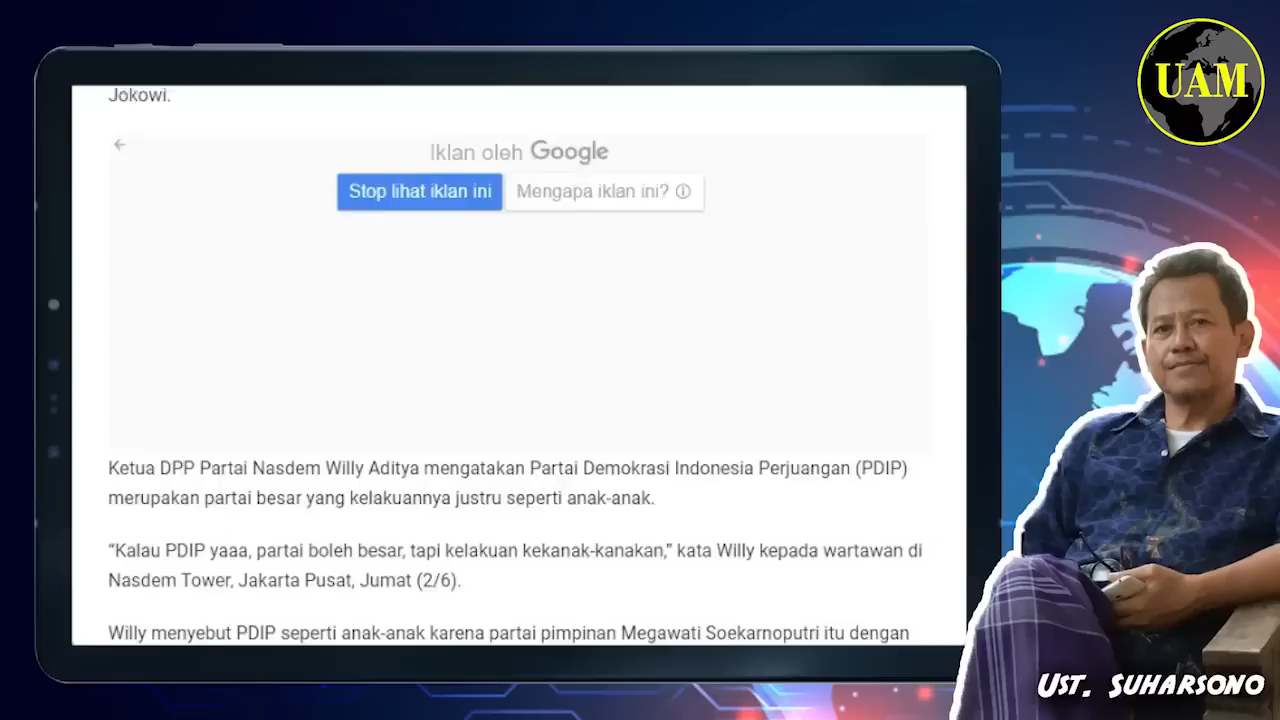 Jokowi.
UAM
Iklan oleh Google
Stop lihat iklan ini
Mengapa iklan ini?
Ketua DPP Partai Nasdem Willy Aditya mengatakan Partai Demokrasi Indonesia Perjuangan (PDIP)
merupakan partai besar yang kelakuannya justru seperti anak-anak.
“Kalau PDIP yaaa, partai boleh besar, tapi kelakuan kekanak-kanakan,” kata Willy kepada wartawan di
Nasdem Tower, Jakarta Pusat, Jumat (2/6).
Willy menyebut PDIP seperti anak-anak karena partai pimpinan Megawati Soekarnoputri itu dengan
UST. SUHARSONO